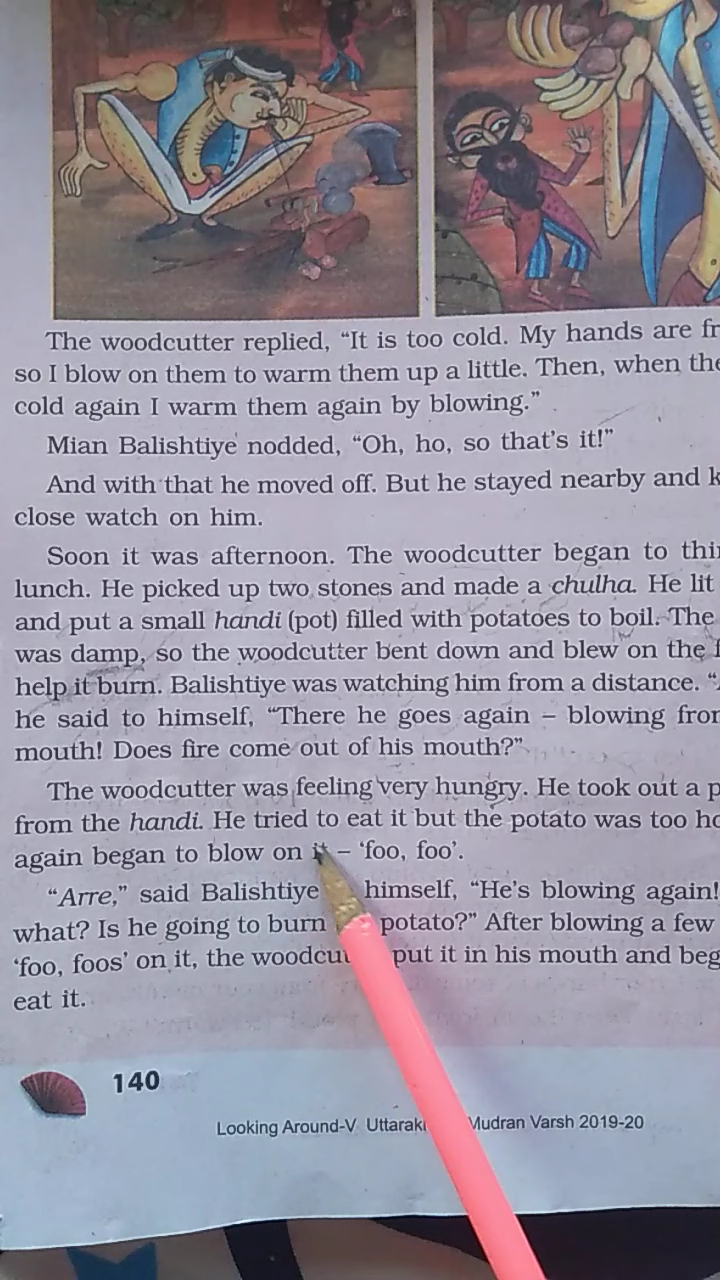 The woodcutter replied, “It is too cold. My hands are
so I blow on them to warm them up a little. Then, when
cold again I warm them again by blowing.”
Mian Balishtiye nodded, “Oh, ho, so that’s it!”
And with that he moved off. But he stayed nearby and
close watch on him.
Soon it was afternoon. The woodcutter began to
lunch. He picked up two stones and made a chulha. He lit
and put a small handi (pot) filled with potatoes to boil. The
was damp, so the woodcutter bent down and blew on the
help it burn. Balishtiye was watching him from a distance.
he said to himself, “There he goes again – blowing
mouth! Does fire come out of his mouth?”
The woodcutter was feeling very hungry. He took out a
from the handi. He tried to eat it but the potato was too
again began to blow on it – ‘foo, foo’.
“Arre,” said Balishtiye himself, “He’s blowing again!
what? Is he going to burn potato?” After blowing a few
‘foo, foos’ on it, the put it in his mouth and
eat it.
140
Looking Around-V Mudran Varsh 2019-20